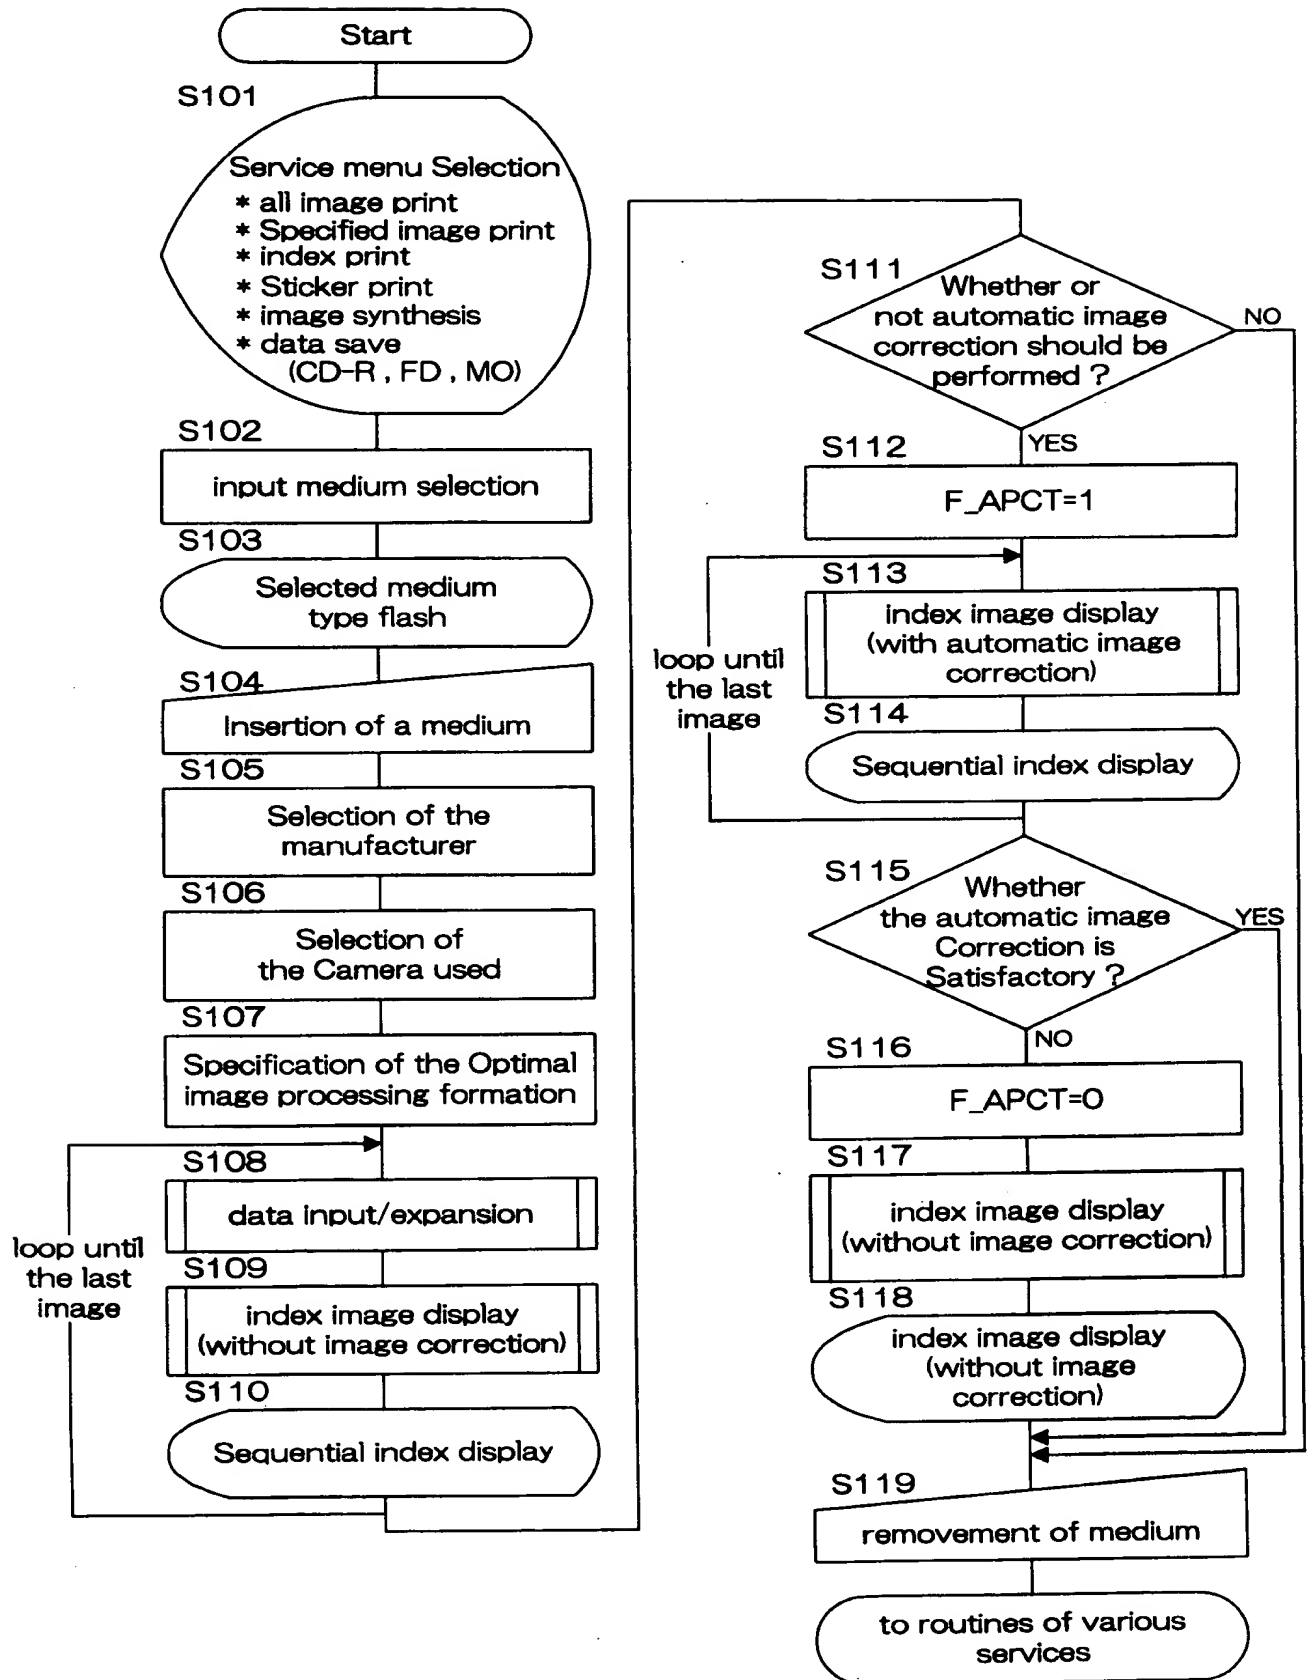 Start
S101
Service menu Selection
* all image print
* Specified image print
* index print
* Sticker print
* image synthesis
* data save
(CD-R , FD , MO)
S102
input medium selection
S103
Selected medium
type flash
S104
Insertion of a medium
S105
Selection of the
manufacturer
S106
Selection of
the Camera used
S107
Specification of the Optimal
image processing formation
S108
data input/expansion
loop until
the last
image
S109
index image display
(without image correction)
S110
Sequential index display
S111
Whether or
not automatic image
correction should be
performed ?
NO
YES
S112
F_APCT=1
S113
index image display
(with automatic image
correction)
loop until
the last
image
S114
Sequential index display
S115
Whether
the automatic image
Correction is
Satisfactory ?
YES
NO
S116
F_APCT=0
S117
index image display
(without image correction)
S118
index image display
(without image
correction)
S119
removement of medium
to routines of various
services